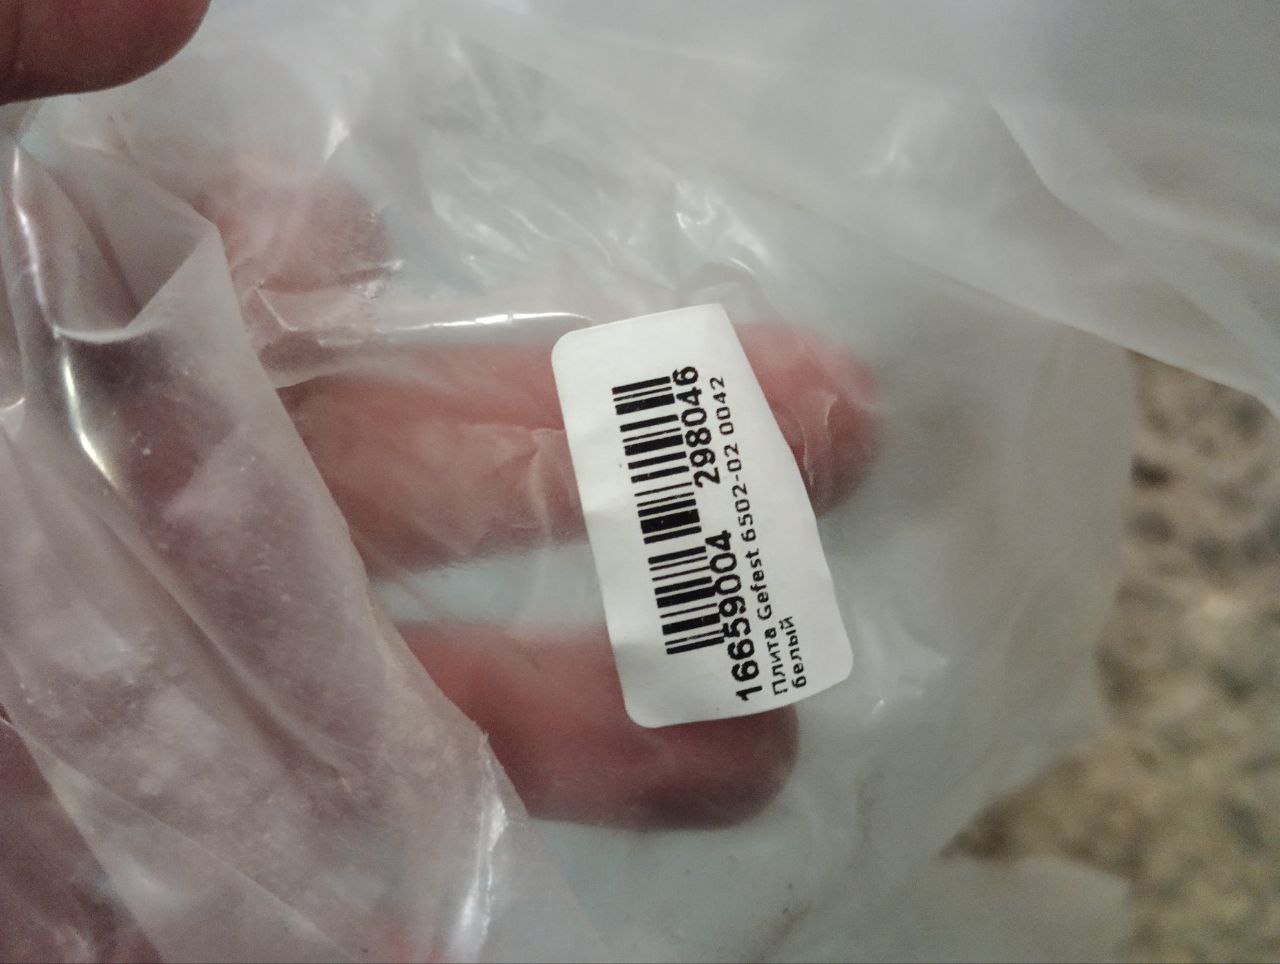 16659004 298046
Плита Gefest 6502-02 0042
белый